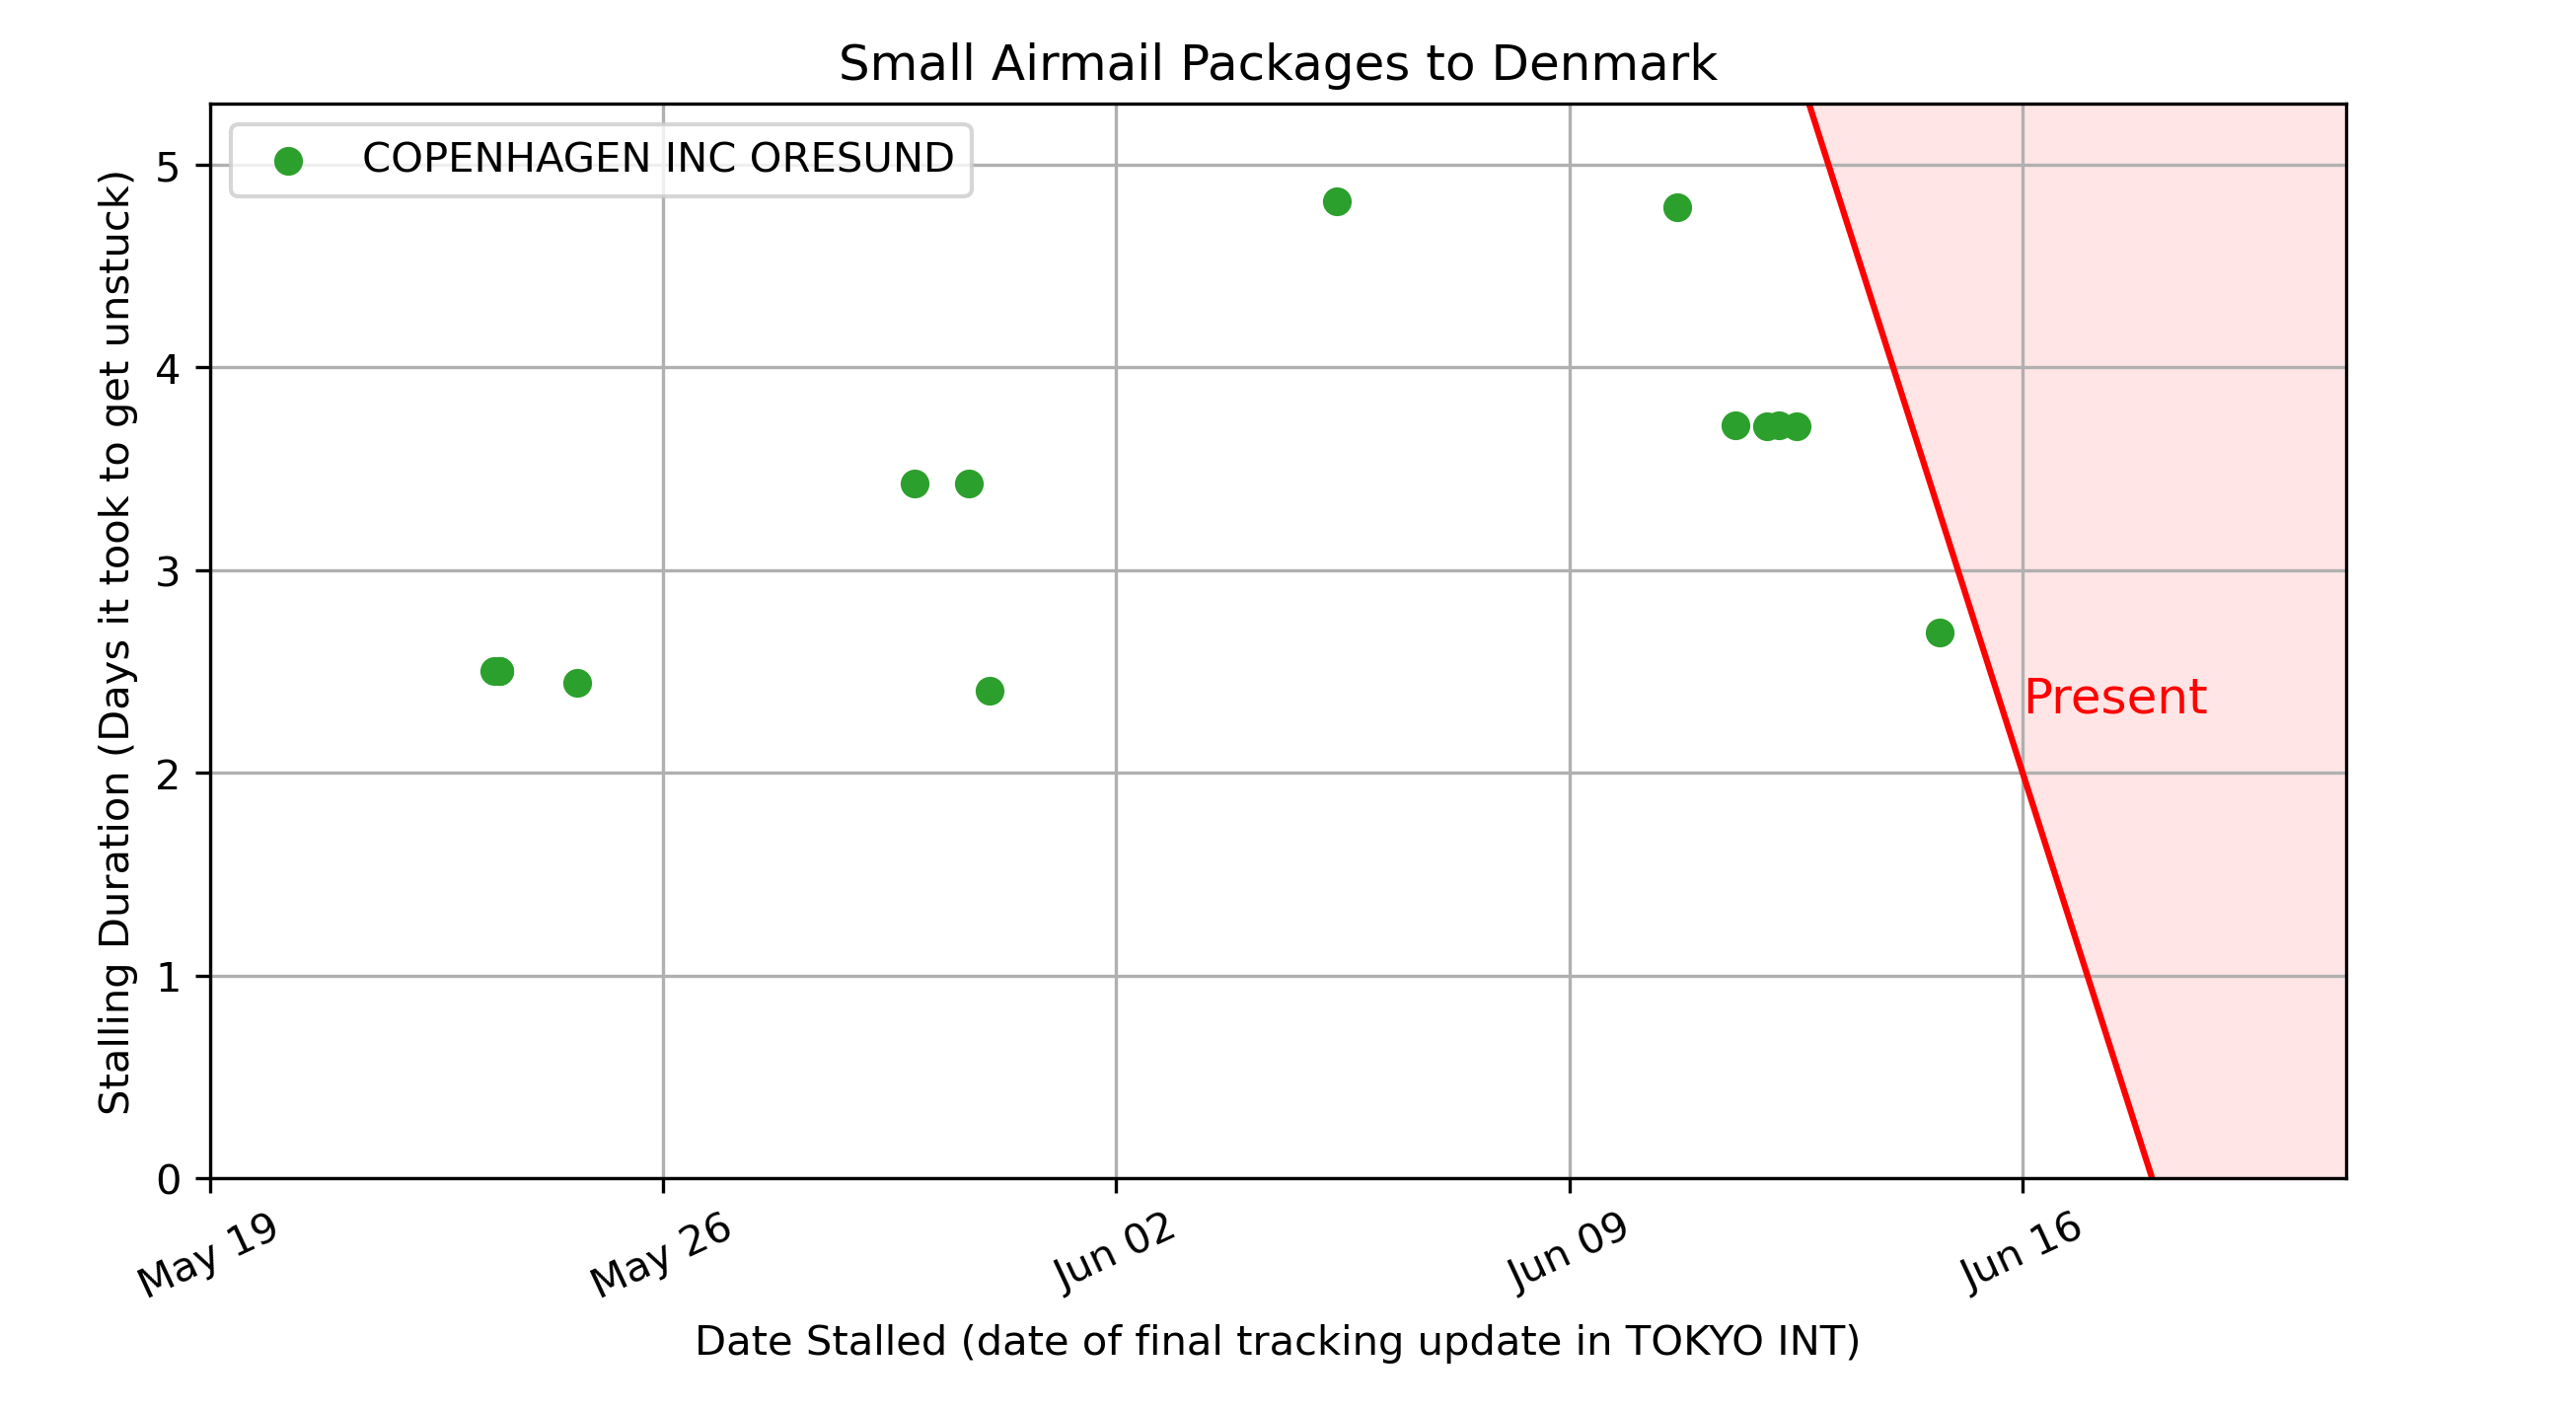 Small Airmail Packages to Denmark
COPENHAGEN INC ORESUND
Stalling Duration (Days it took to get unstuck)
5
4
3
2
1
0
Present
May 19
May 26
Jun 02
Jun 09
Jun 16
Date Stalled (date of final tracking update in TOKYO INT)